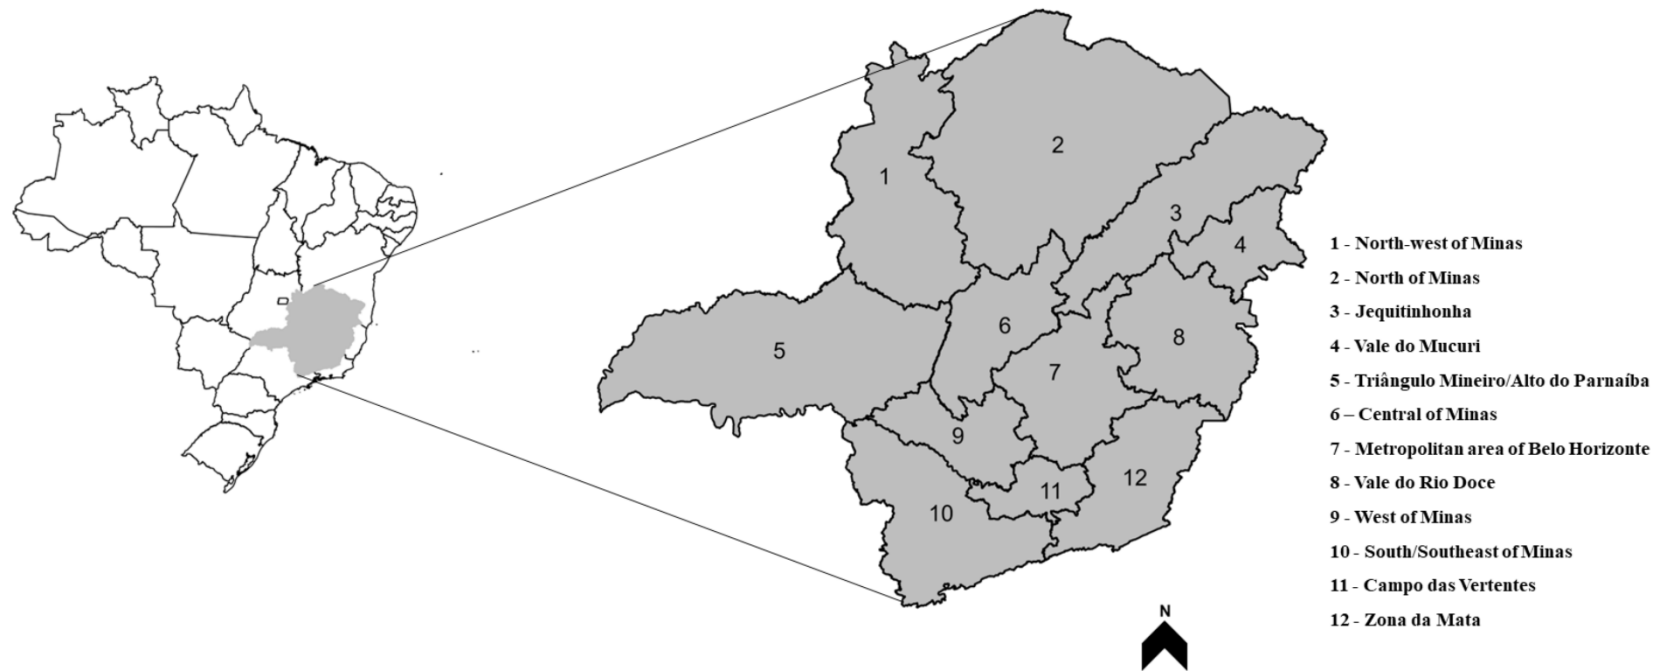 2
1
3
4
6
5
8
7
9
12
11
10
1 - North-west of Minas
2 - North of Minas
3 - Jequitinhonha
4 - Vale do Mucuri
5 - Triângulo Mineiro/Alto do Parnaíba
6 – Central of Minas
7 - Metropolitan area of Belo Horizonte
8 - Vale do Rio Doce
9 - West of Minas
10 - South/Southeast of Minas
11 - Campo das Vertentes
12 - Zona da Mata
N